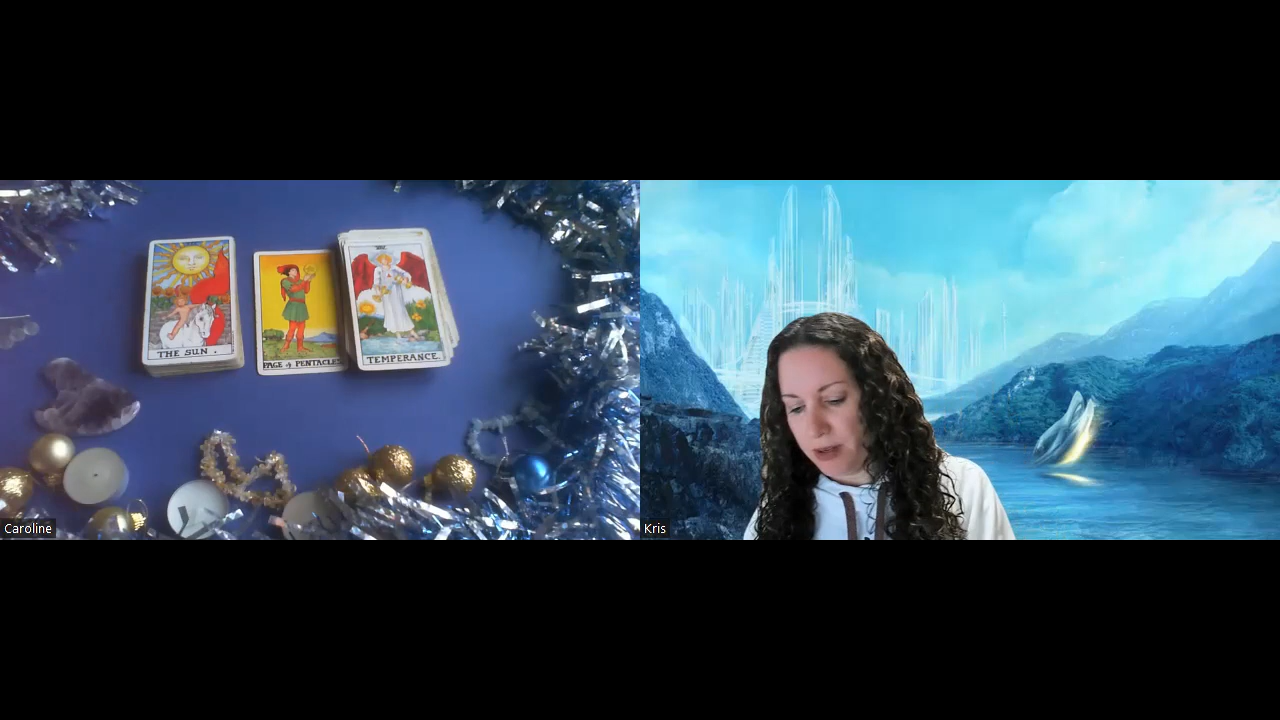 THE SUN.
PAGE of PENTACLES
TEMPERANCE.
Caroline
Kris